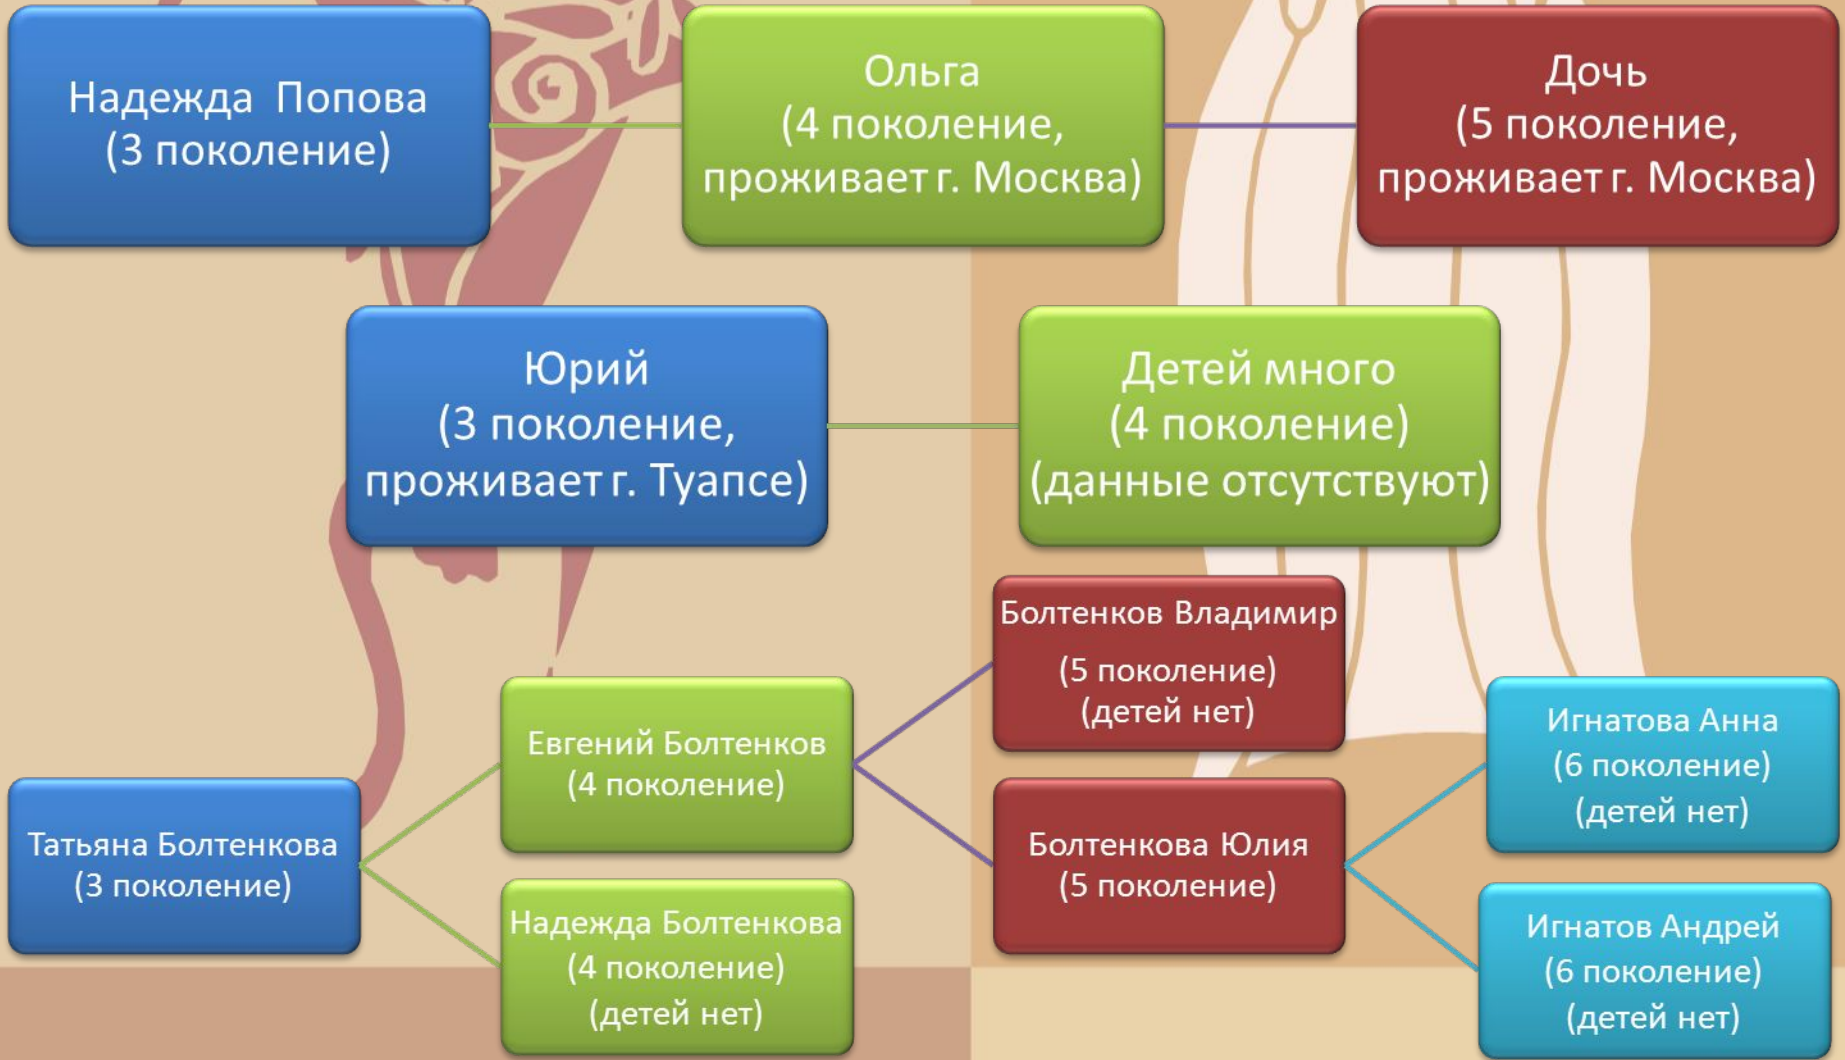 Надежда Попова
(3 поколение)
Ольга
(4 поколение,
проживает г. Москва)
Дочь
(5 поколение,
проживает г. Москва)
Юрий
(3 поколение,
проживает г. Туапсе)
Детей много
(4 поколение)
(данные отсутствуют)
Татьяна Болтенкова
(3 поколение)
Евгений Болтенков
(4 поколение)
Надежда Болтенкова
(4 поколение)
(детей нет)
Болтенков Владимир
(5 поколение)
(детей нет)
Болтенкова Юлия
(5 поколение)
Игнатова Анна
(6 поколение)
(детей нет)
Игнатов Андрей
(6 поколение)
(детей нет)